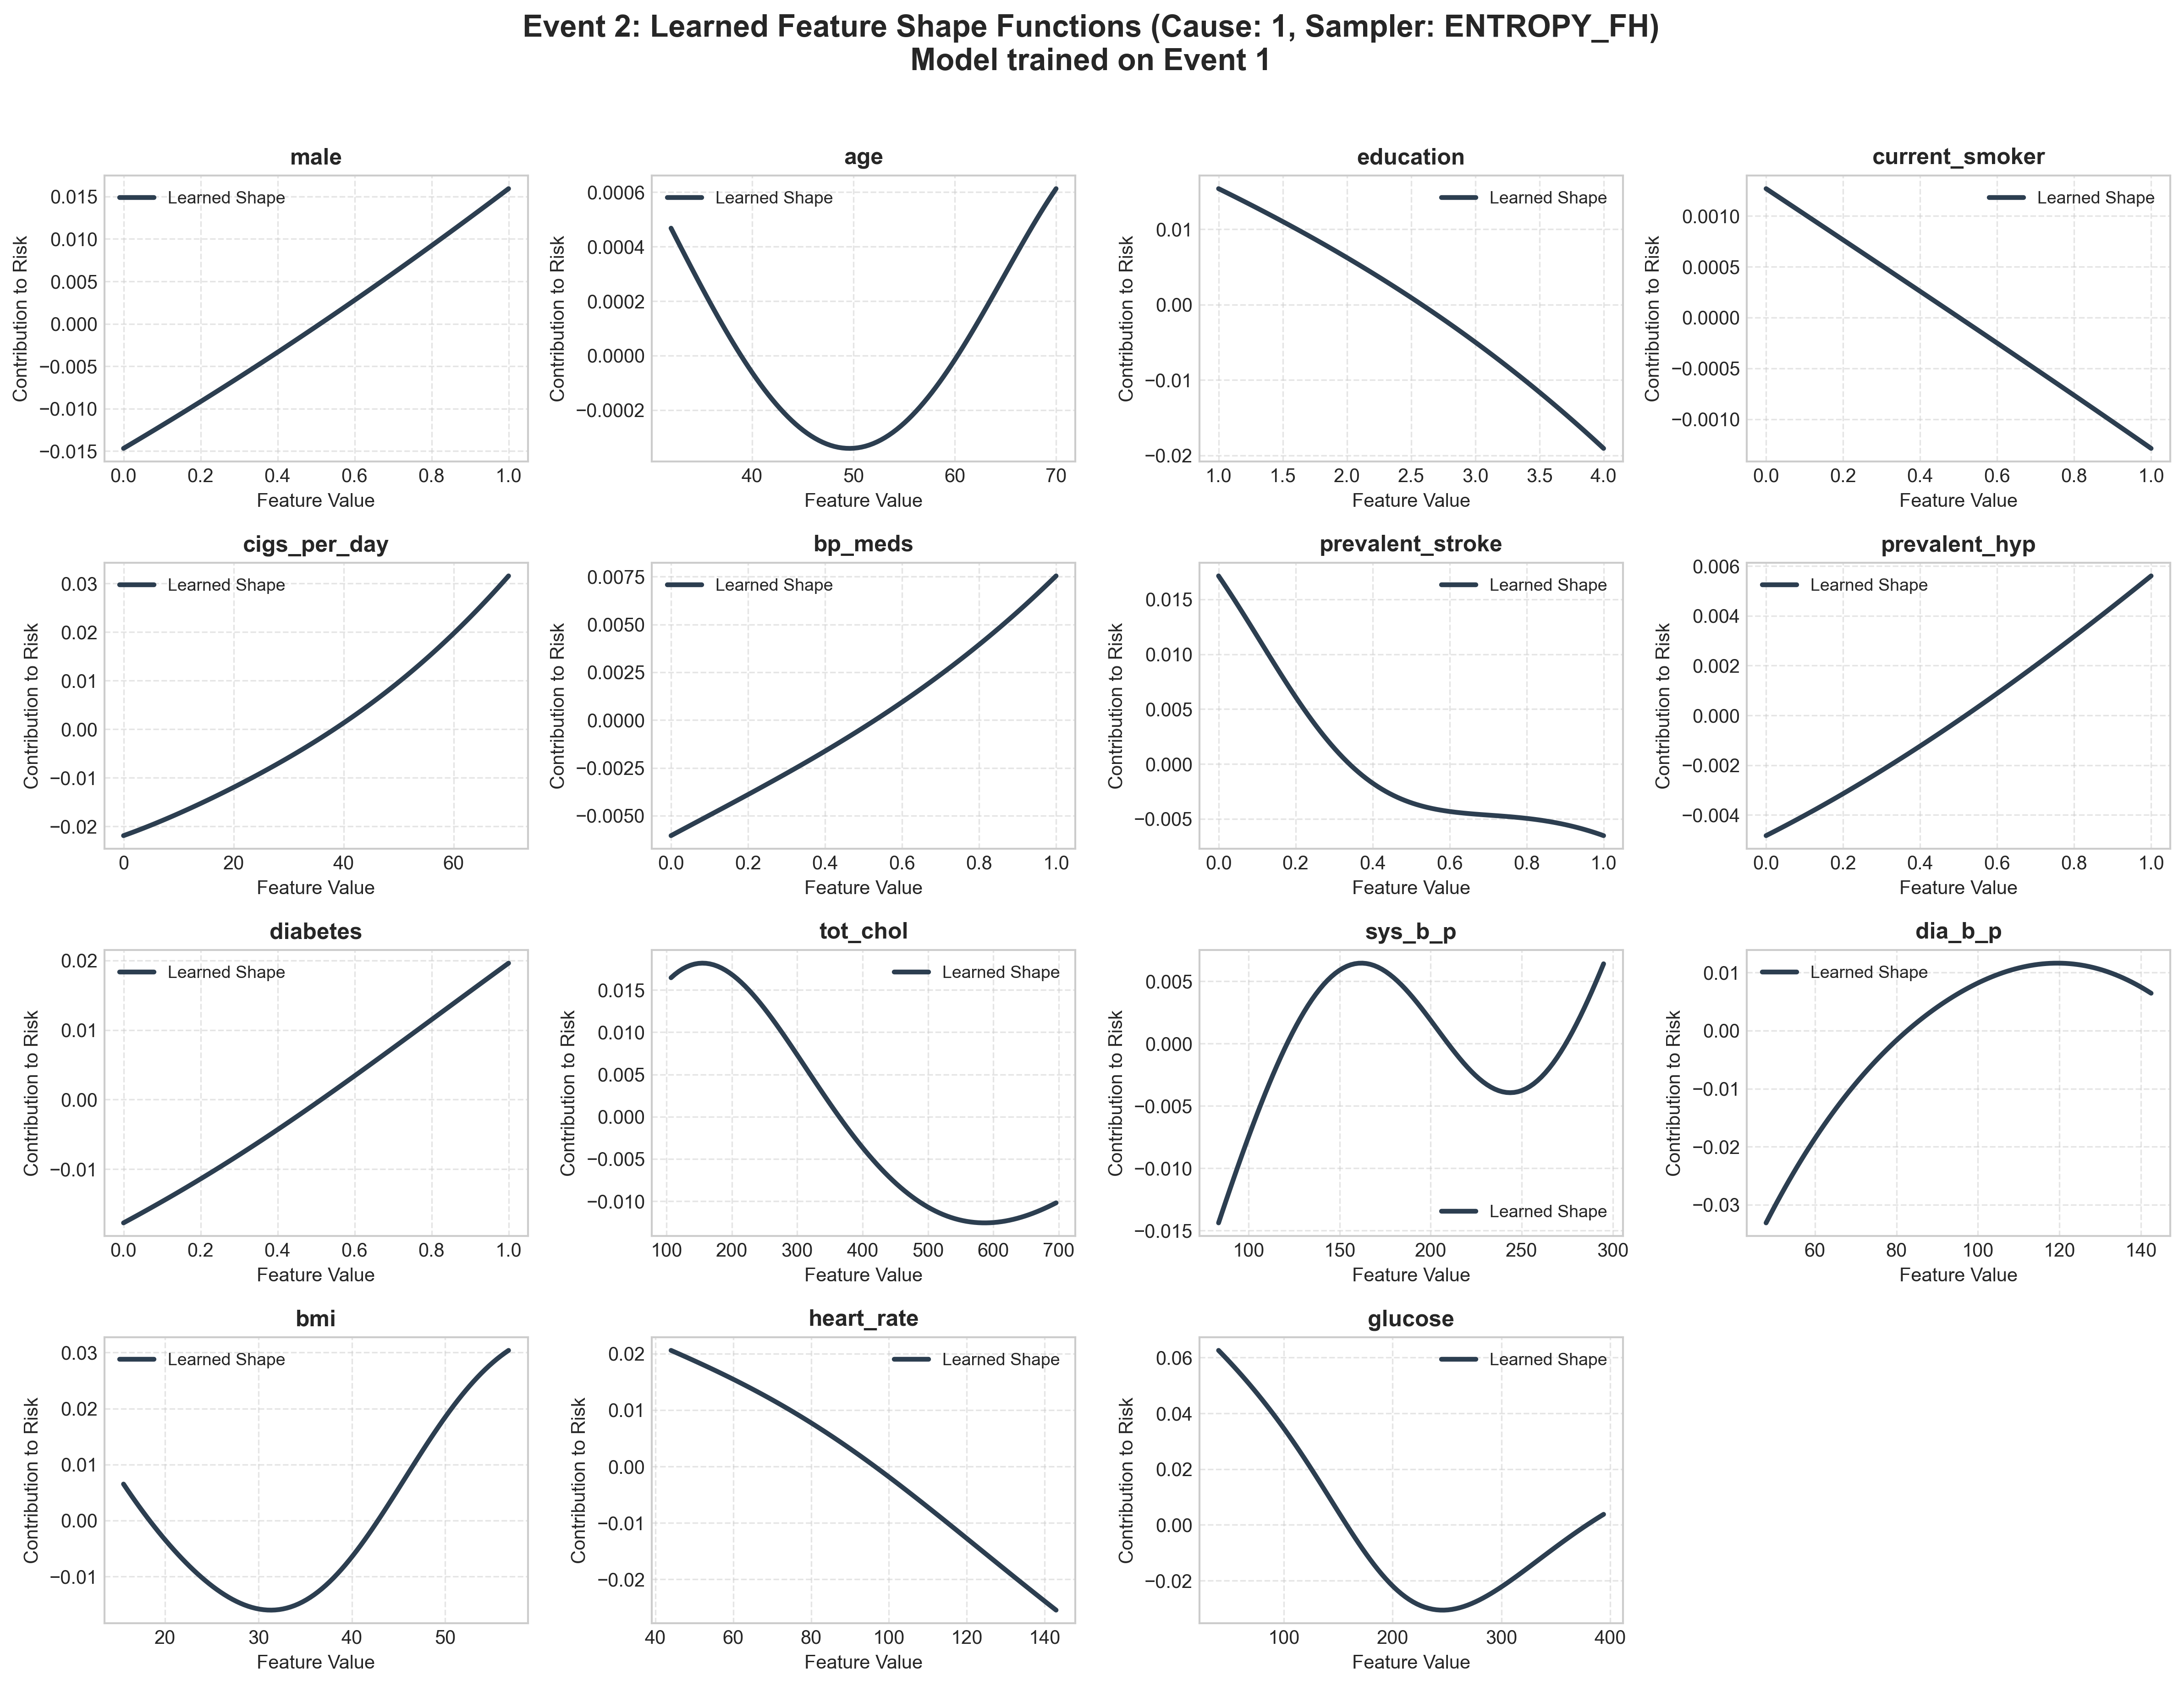 Event 2: Learned Feature Shape Functions (Cause: 1, Sampler: ENTROPY_FH)
Model trained on Event 1
male
Learned Shape
Contribution to Risk
0.015
0.010
0.005
0.000
−0.005
−0.010
−0.015
0.0 0.2 0.4 0.6 0.8 1.0
Feature Value
age
Learned Shape
Contribution to Risk
0.0006
0.0004
0.0002
0.0000
−0.0002
40 50 60 70
Feature Value
education
Learned Shape
Contribution to Risk
0.01
0.00
−0.01
−0.02
1.0 1.5 2.0 2.5 3.0 3.5 4.0
Feature Value
current_smoker
Learned Shape
Contribution to Risk
0.0010
0.0005
0.0000
−0.0005
−0.0010
0.0 0.2 0.4 0.6 0.8 1.0
Feature Value
cigs_per_day
Learned Shape
Contribution to Risk
0.03
0.02
0.01
0.00
−0.01
−0.02
0 20 40 60
Feature Value
bp_meds
Learned Shape
Contribution to Risk
0.0075
0.0050
0.0025
0.0000
−0.0025
−0.0050
0.0 0.2 0.4 0.6 0.8 1.0
Feature Value
prevalent_stroke
Learned Shape
Contribution to Risk
0.015
0.010
0.005
0.000
−0.005
0.0 0.2 0.4 0.6 0.8 1.0
Feature Value
prevalent_hyp
Learned Shape
Contribution to Risk
0.006
0.004
0.002
0.000
−0.002
−0.004
0.0 0.2 0.4 0.6 0.8 1.0
Feature Value
diabetes
Learned Shape
Contribution to Risk
0.02
0.01
0.00
−0.01
0.0 0.2 0.4 0.6 0.8 1.0
Feature Value
tot_chol
Learned Shape
Contribution to Risk
0.015
0.010
0.005
0.000
−0.005
−0.010
100 200 300 400 500 600 700
Feature Value
sys_b_p
Learned Shape
Contribution to Risk
0.005
0.000
−0.005
−0.010
−0.015
100 150 200 250 300
Feature Value
dia_b_p
Learned Shape
Contribution to Risk
0.01
0.00
−0.01
−0.02
−0.03
60 80 100 120 140
Feature Value
bmi
Learned Shape
Contribution to Risk
0.03
0.02
0.01
0.00
−0.01
20 30 40 50
Feature Value
heart_rate
Learned Shape
Contribution to Risk
0.02
0.01
0.00
−0.01
−0.02
40 60 80 100 120 140
Feature Value
glucose
Learned Shape
Contribution to Risk
0.06
0.04
0.02
0.00
−0.02
100 200 300 400
Feature Value